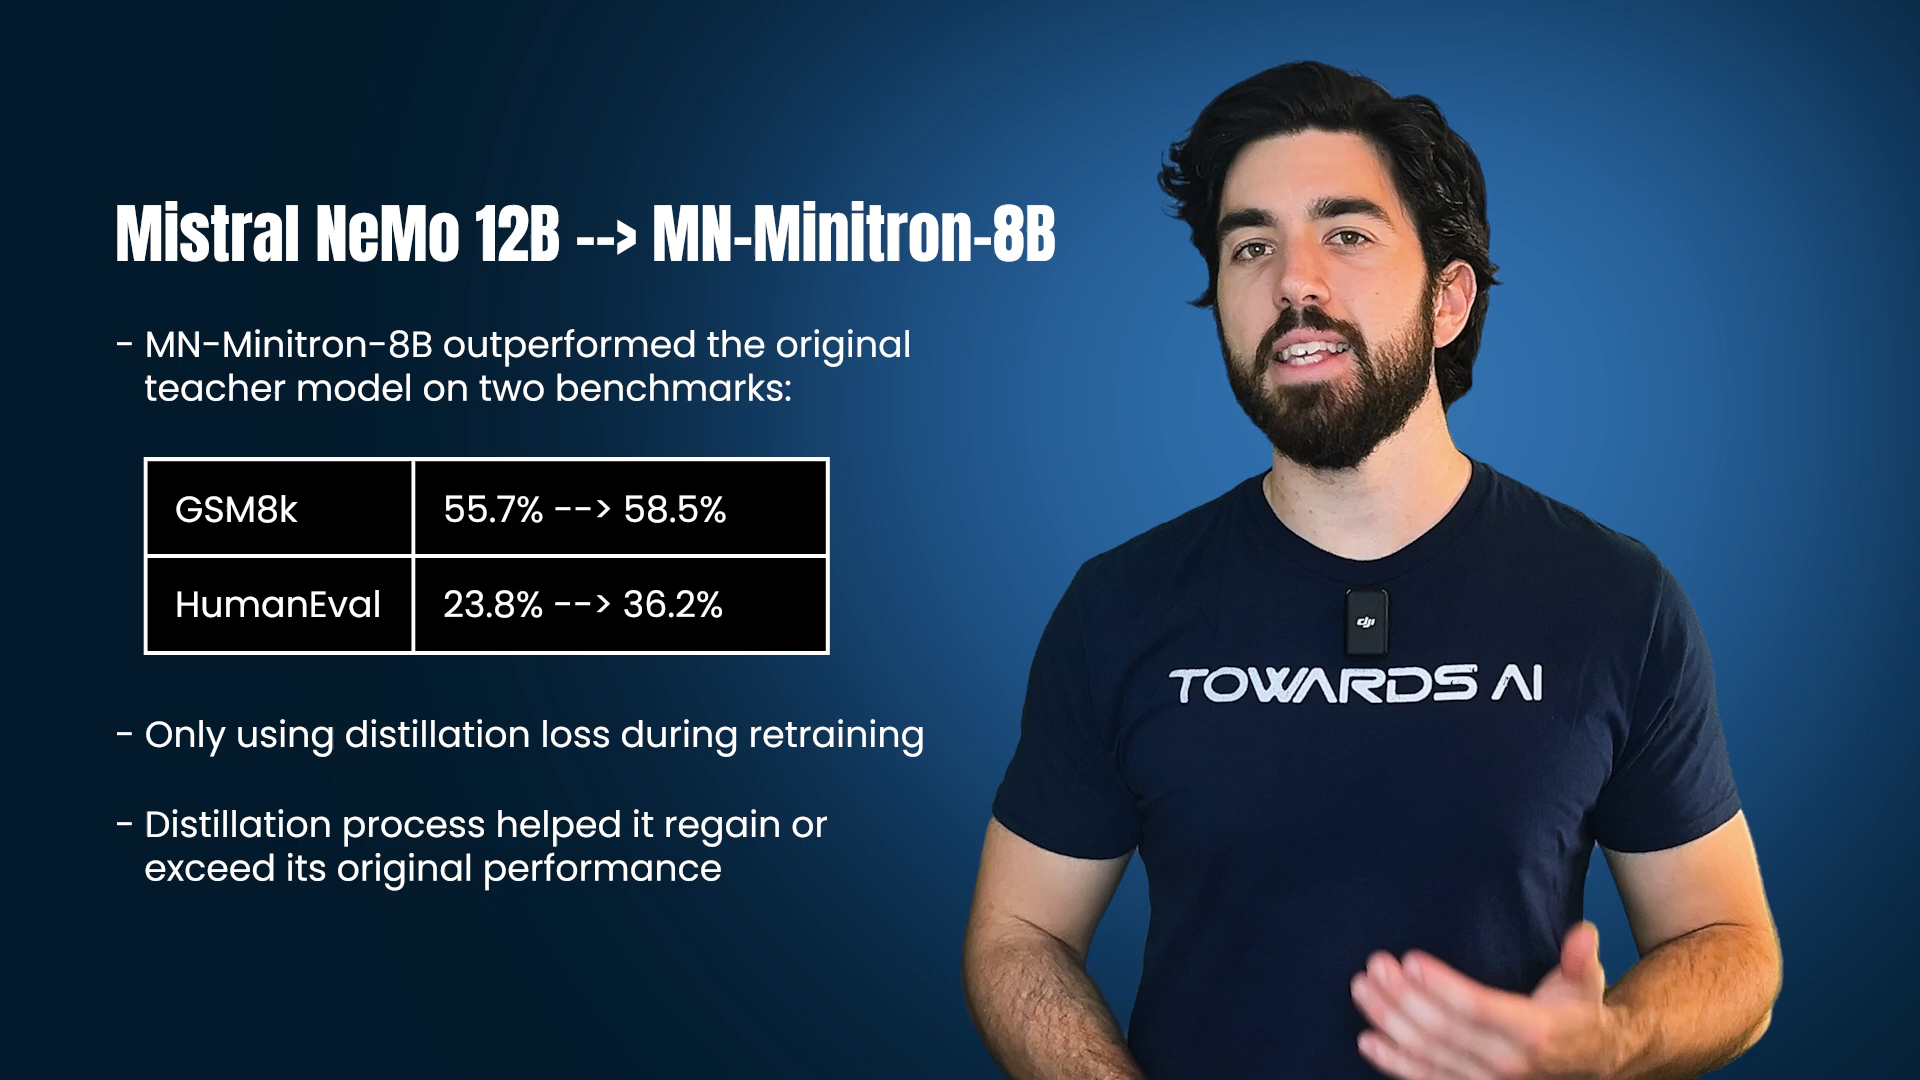 Mistral NeMo 12B --> MN-Minitron-8B
- MN-Minitron-8B outperformed the original
teacher model on two benchmarks:
GSM8k 55.7% --> 58.5%
HumanEval 23.8% --> 36.2%
- Only using distillation loss during retraining
- Distillation process helped it regain or
exceed its original performance
dji
TOWARDS AI